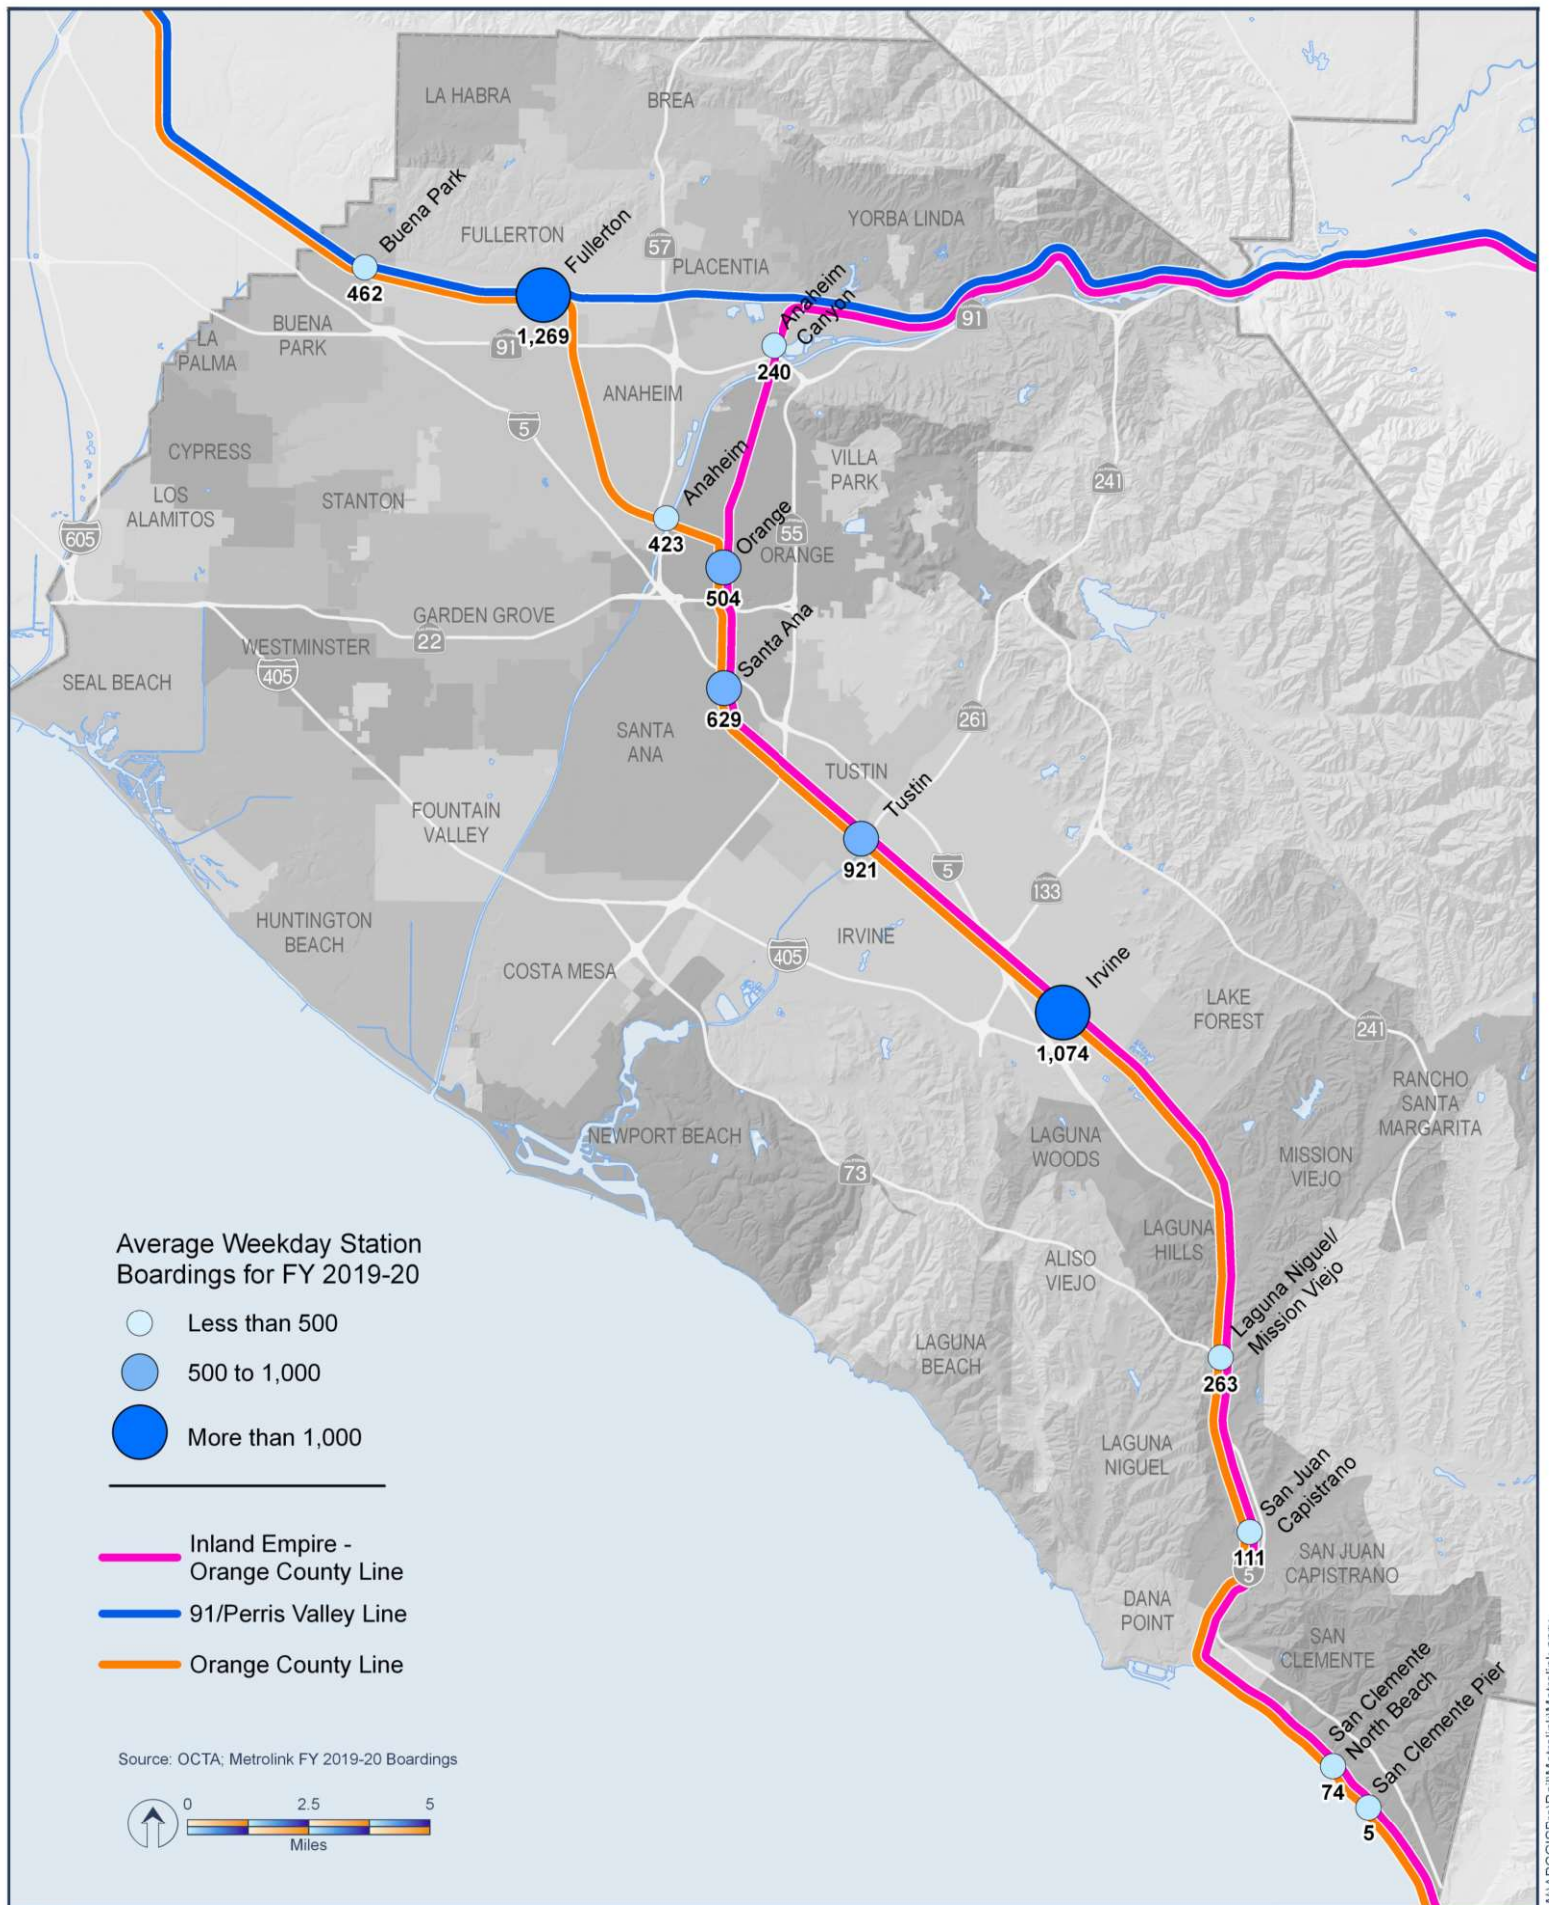 LA HABRA
BREA
Buena Park
FULLERTON
Fullerton
57
YORBA LINDA
PLACENTIA
462
1,269
Anaheim
Canyon
91
BUENA
PARK
LA
PALMA
91
240
ANAHEIM
5
CYPRESS
Anaheim
VILLA
PARK
241
LOS
ALAMITOS
STANTON
605
423
Orange
55
ORANGE
504
GARDEN GROVE
22
WESTMINSTER
405
Santa Ana
SEAL BEACH
629
261
SANTA
ANA
TUSTIN
Tustin
FOUNTAIN
VALLEY
921
5
133
HUNTINGTON
BEACH
IRVINE
405
COSTA MESA
Irvine
LAKE
FOREST
241
1,074
RANCHO
SANTA
MARGARITA
NEWPORT BEACH
LAGUNA
WOODS
MISSION
VIEJO
73
LAGUNA
HILLS
ALISO
VIEJO
Laguna Niguel/
Mission Viejo
LAGUNA
BEACH
263
LAGUNA
NIGUEL
San Juan
Capistrano
111
5
SAN JUAN
CAPISTRANO
DANA
POINT
SAN
CLEMENTE
San Clemente
North Beach
San Clemente Pier
74
5
Average Weekday Station
Boardings for FY 2019-20
Less than 500
500 to 1,000
More than 1,000
Inland Empire -
Orange County Line
91/Perris Valley Line
Orange County Line
Source: OCTA; Metrolink FY 2019-20 Boardings
0 2.5 5
Miles